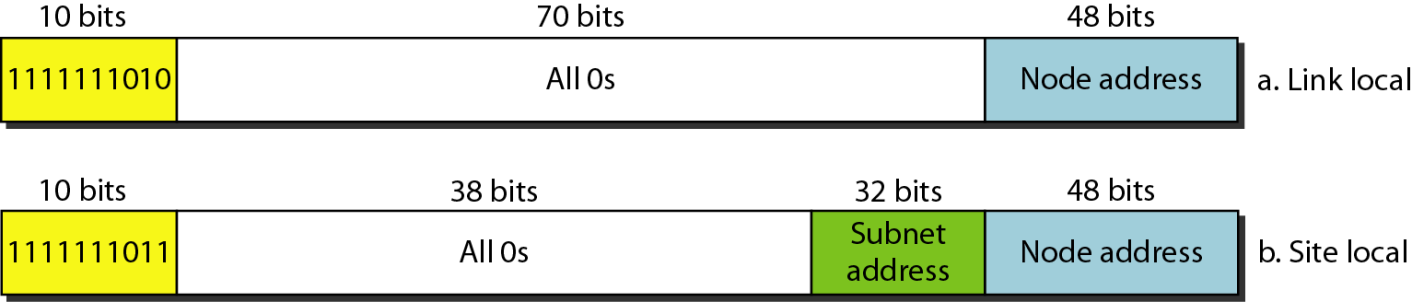 10 bits 70 bits 48 bits
1111111010 All 0s Node address a. Link local
10 bits 38 bits 32 bits 48 bits
1111111011 All 0s Subnet address Node address b. Site local